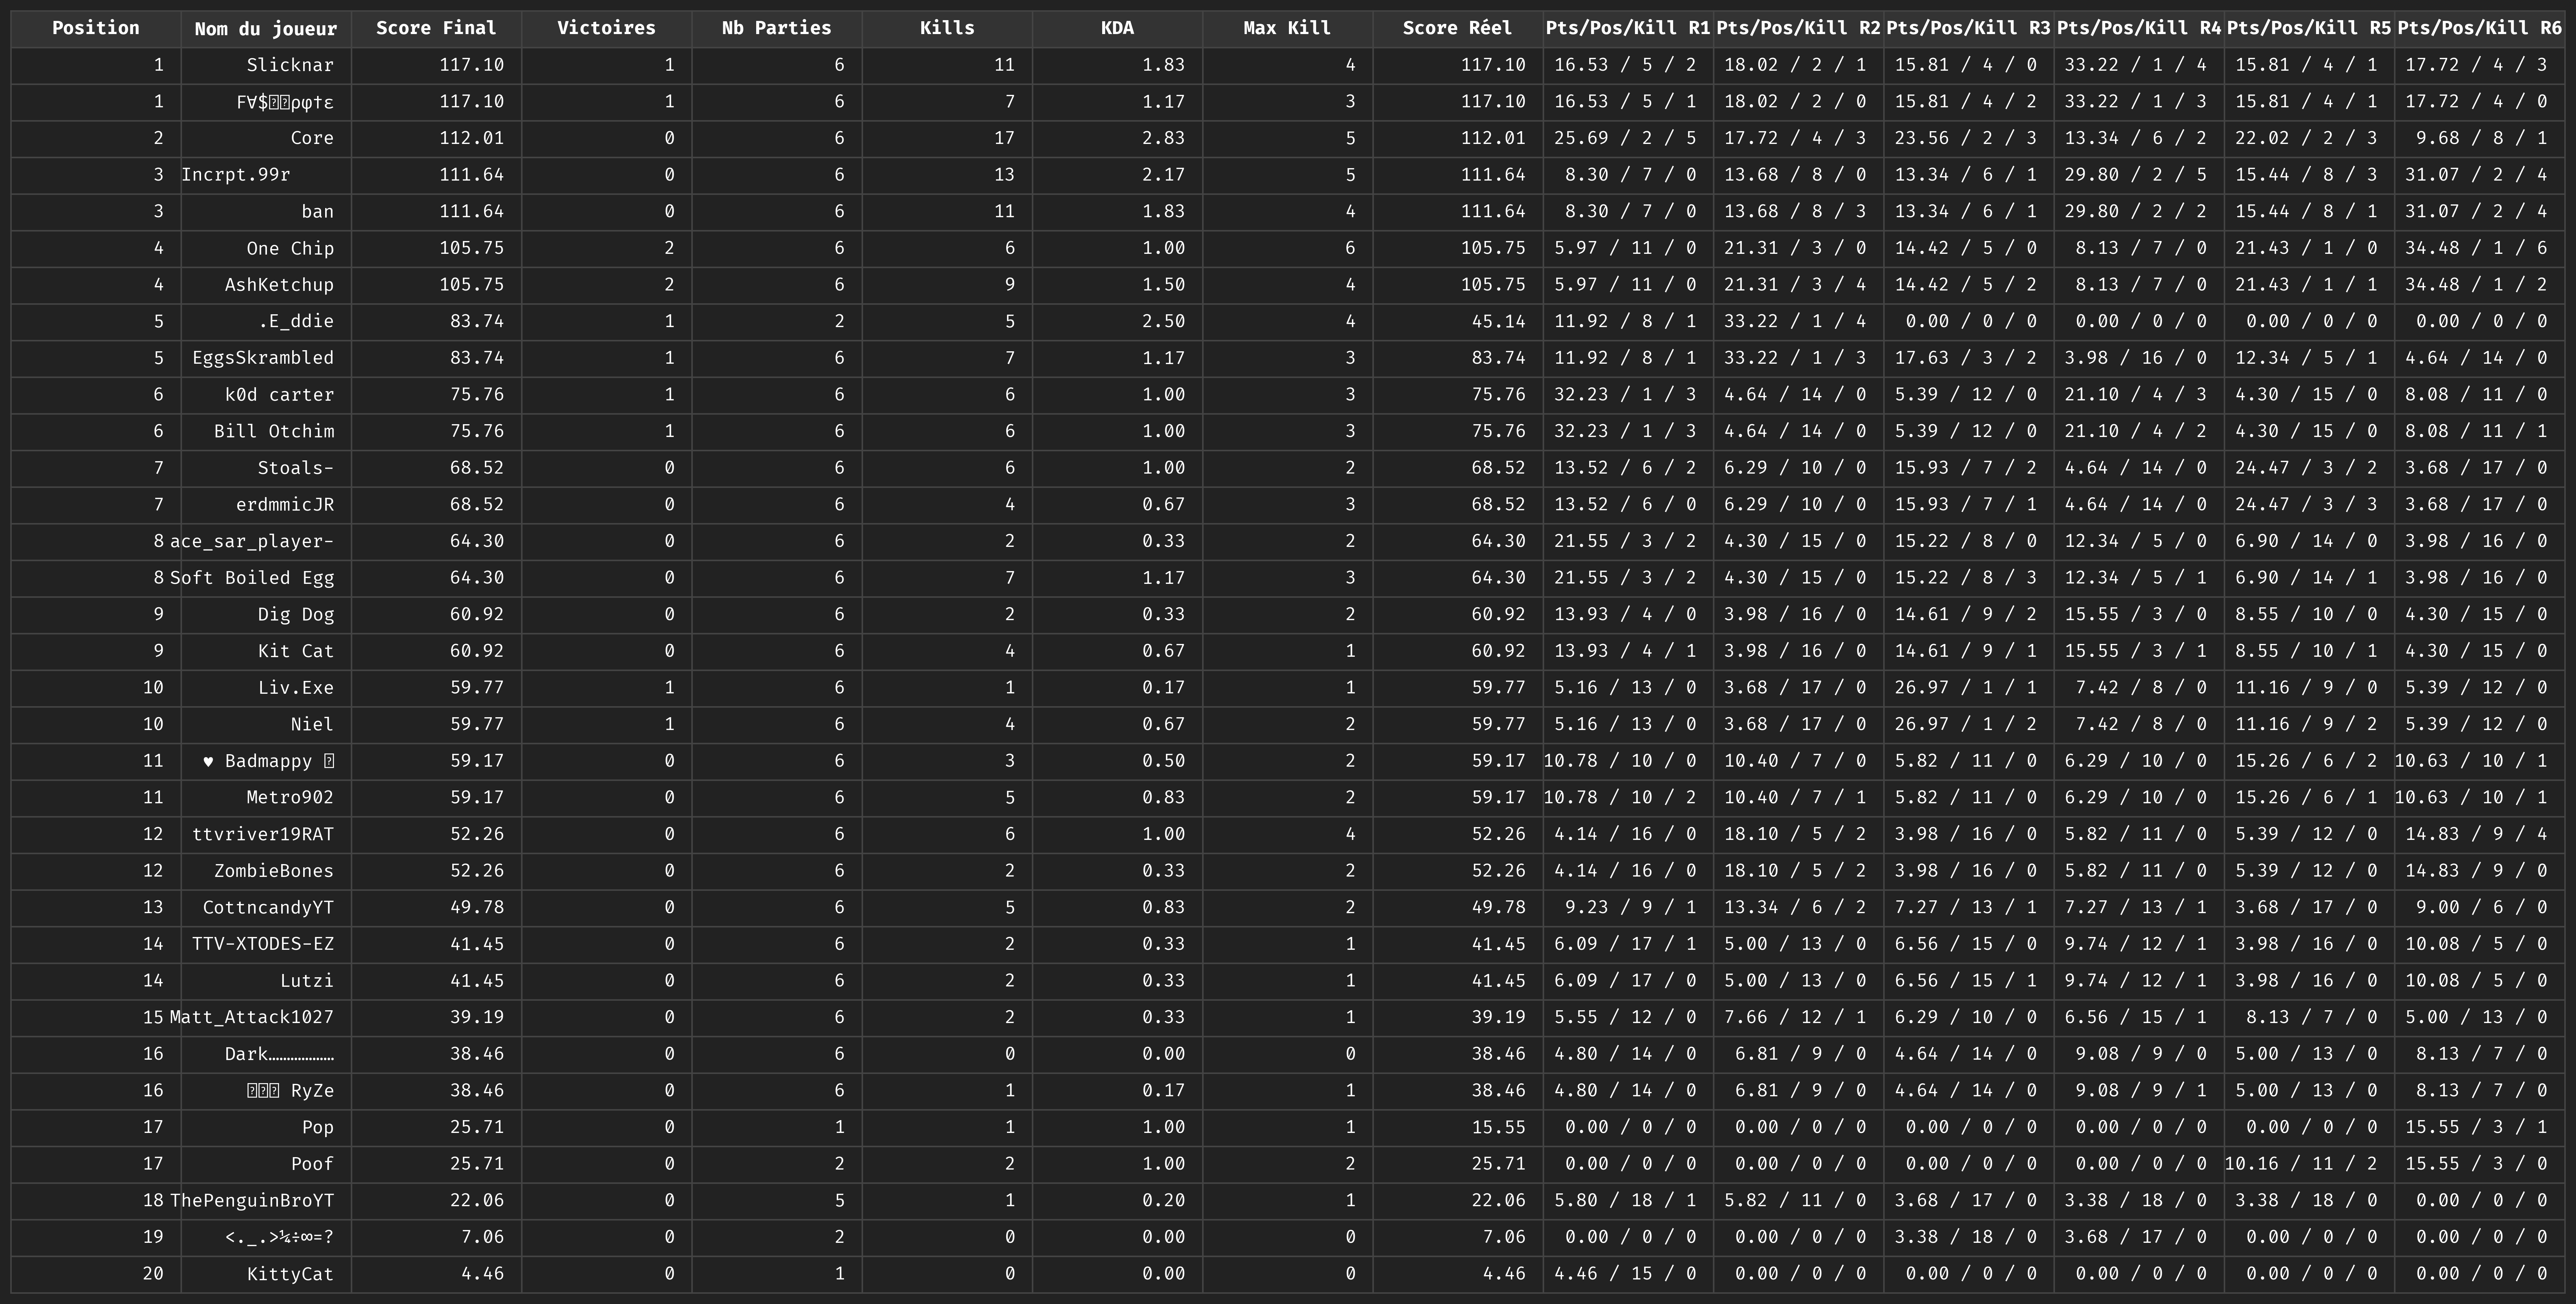 Position Nom du joueur Score Final Victoires Nb Parties Kills KDA Max Kill Score Réel Pts/Pos/Kill R1 Pts/Pos/Kill R2 Pts/Pos/Kill R3 Pts/Pos/Kill R4 Pts/Pos/Kill R5 Pts/Pos/Kill R6
1 Slicknar 117.10 1 6 11 1.83 4 117.10 16.53 / 5 / 2 18.02 / 2 / 1 15.81 / 4 / 0 33.22 / 1 / 4 15.81 / 4 / 1 17.72 / 4 / 3
1 F∀$ρφ†ε 117.10 1 6 7 1.17 3 117.10 16.53 / 5 / 1 18.02 / 2 / 0 15.81 / 4 / 2 33.22 / 1 / 3 15.81 / 4 / 1 17.72 / 4 / 0
2 Core 112.01 0 6 17 2.83 5 112.01 25.69 / 2 / 5 17.72 / 4 / 3 23.56 / 2 / 3 13.34 / 6 / 2 22.02 / 2 / 3 9.68 / 8 / 1
3 Incrpt.99r 111.64 0 6 13 2.17 5 111.64 8.30 / 7 / 0 13.68 / 8 / 0 13.34 / 6 / 1 29.80 / 2 / 5 15.44 / 8 / 3 31.07 / 2 / 4
3 ban 111.64 0 6 11 1.83 4 111.64 8.30 / 7 / 0 13.68 / 8 / 3 13.34 / 6 / 1 29.80 / 2 / 2 15.44 / 8 / 1 31.07 / 2 / 4
4 One Chip 105.75 2 6 6 1.00 6 105.75 5.97 / 11 / 0 21.31 / 3 / 0 14.42 / 5 / 0 8.13 / 7 / 0 21.43 / 1 / 0 34.48 / 1 / 6
4 AshKetchup 105.75 2 6 9 1.50 4 105.75 5.97 / 11 / 0 21.31 / 3 / 4 14.42 / 5 / 2 8.13 / 7 / 0 21.43 / 1 / 1 34.48 / 1 / 2
5 .E_ddie 83.74 1 2 5 2.50 4 45.14 11.92 / 8 / 1 33.22 / 1 / 4 0.00 / 0 / 0 0.00 / 0 / 0 0.00 / 0 / 0 0.00 / 0 / 0
5 EggsSkrambled 83.74 1 6 7 1.17 3 83.74 11.92 / 8 / 1 33.22 / 1 / 3 17.63 / 3 / 2 3.98 / 16 / 0 12.34 / 5 / 1 4.64 / 14 / 0
6 k0d carter 75.76 1 6 6 1.00 3 75.76 32.23 / 1 / 3 4.64 / 14 / 0 5.39 / 12 / 0 21.10 / 4 / 3 4.30 / 15 / 0 8.08 / 11 / 0
6 Bill Otchim 75.76 1 6 6 1.00 3 75.76 32.23 / 1 / 3 4.64 / 14 / 0 5.39 / 12 / 0 21.10 / 4 / 2 4.30 / 15 / 0 8.08 / 11 / 1
7 Stoals- 68.52 0 6 6 1.00 2 68.52 13.52 / 6 / 2 6.29 / 10 / 0 15.93 / 7 / 2 4.64 / 14 / 0 24.47 / 3 / 2 3.68 / 17 / 0
7 erdmmicJR 68.52 0 6 4 0.67 3 68.52 13.52 / 6 / 0 6.29 / 10 / 0 15.93 / 7 / 1 4.64 / 14 / 0 24.47 / 3 / 3 3.68 / 17 / 0
8 ace_sar_player- 64.30 0 6 2 0.33 2 64.30 21.55 / 3 / 2 4.30 / 15 / 0 15.22 / 8 / 0 12.34 / 5 / 0 6.90 / 14 / 0 3.98 / 16 / 0
8 Soft Boiled Egg 64.30 0 6 7 1.17 3 64.30 21.55 / 3 / 2 4.30 / 15 / 0 15.22 / 8 / 3 12.34 / 5 / 1 6.90 / 14 / 1 3.98 / 16 / 0
9 Dig Dog 60.92 0 6 2 0.33 2 60.92 13.93 / 4 / 0 3.98 / 16 / 0 14.61 / 9 / 2 15.55 / 3 / 0 8.55 / 10 / 0 4.30 / 15 / 0
9 Kit Cat 60.92 0 6 4 0.67 1 60.92 13.93 / 4 / 1 3.98 / 16 / 0 14.61 / 9 / 1 15.55 / 3 / 1 8.55 / 10 / 1 4.30 / 15 / 0
10 Liv.Exe 59.77 1 6 1 0.17 1 59.77 5.16 / 13 / 0 3.68 / 17 / 0 26.97 / 1 / 1 7.42 / 8 / 0 11.16 / 9 / 0 5.39 / 12 / 0
10 Niel 59.77 1 6 4 0.67 2 59.77 5.16 / 13 / 0 3.68 / 17 / 0 26.97 / 1 / 2 7.42 / 8 / 0 11.16 / 9 / 2 5.39 / 12 / 0
11 ♥ Badmappy 59.17 0 6 3 0.50 2 59.17 10.78 / 10 / 0 10.40 / 7 / 0 5.82 / 11 / 0 6.29 / 10 / 0 15.26 / 6 / 2 10.63 / 10 / 1
11 Metro902 59.17 0 6 5 0.83 2 59.17 10.78 / 10 / 2 10.40 / 7 / 1 5.82 / 11 / 0 6.29 / 10 / 0 15.26 / 6 / 1 10.63 / 10 / 1
12 ttvriver19RAT 52.26 0 6 6 1.00 4 52.26 4.14 / 16 / 0 18.10 / 5 / 2 3.98 / 16 / 0 5.82 / 11 / 0 5.39 / 12 / 0 14.83 / 9 / 4
12 ZombieBones 52.26 0 6 2 0.33 2 52.26 4.14 / 16 / 0 18.10 / 5 / 2 3.98 / 16 / 0 5.82 / 11 / 0 5.39 / 12 / 0 14.83 / 9 / 0
13 CottncandyYT 49.78 0 6 5 0.83 2 49.78 9.23 / 9 / 1 13.34 / 6 / 2 7.27 / 13 / 1 7.27 / 13 / 1 3.68 / 17 / 0 9.00 / 6 / 0
14 TTV-XTODES-EZ 41.45 0 6 2 0.33 1 41.45 6.09 / 17 / 1 5.00 / 13 / 0 6.56 / 15 / 0 9.74 / 12 / 1 3.98 / 16 / 0 10.08 / 5 / 0
14 Lutzi 41.45 0 6 2 0.33 1 41.45 6.09 / 17 / 0 5.00 / 13 / 0 6.56 / 15 / 1 9.74 / 12 / 1 3.98 / 16 / 0 10.08 / 5 / 0
15 Matt_Attack1027 39.19 0 6 2 0.33 1 39.19 5.55 / 12 / 0 7.66 / 12 / 1 6.29 / 10 / 0 6.56 / 15 / 1 8.13 / 7 / 0 5.00 / 13 / 0
16 Dark……………… 38.46 0 6 0 0.00 0 38.46 4.80 / 14 / 0 6.81 / 9 / 0 4.64 / 14 / 0 9.08 / 9 / 0 5.00 / 13 / 0 8.13 / 7 / 0
16 RyZe 38.46 0 6 1 0.17 1 38.46 4.80 / 14 / 0 6.81 / 9 / 0 4.64 / 14 / 0 9.08 / 9 / 1 5.00 / 13 / 0 8.13 / 7 / 0
17 Pop 25.71 0 1 1 1.00 1 15.55 0.00 / 0 / 0 0.00 / 0 / 0 0.00 / 0 / 0 0.00 / 0 / 0 0.00 / 0 / 0 15.55 / 3 / 1
17 Poof 25.71 0 2 2 1.00 2 25.71 0.00 / 0 / 0 0.00 / 0 / 0 0.00 / 0 / 0 0.00 / 0 / 0 10.16 / 11 / 2 15.55 / 3 / 0
18 ThePenguinBroYT 22.06 0 5 1 0.20 1 22.06 5.80 / 18 / 1 5.82 / 11 / 0 3.68 / 17 / 0 3.38 / 18 / 0 3.38 / 18 / 0 0.00 / 0 / 0
19 <._.>¼÷∞=? 7.06 0 2 0 0.00 0 7.06 0.00 / 0 / 0 0.00 / 0 / 0 3.38 / 18 / 0 3.68 / 17 / 0 0.00 / 0 / 0 0.00 / 0 / 0
20 KittyCat 4.46 0 1 0 0.00 0 4.46 4.46 / 15 / 0 0.00 / 0 / 0 0.00 / 0 / 0 0.00 / 0 / 0 0.00 / 0 / 0 0.00 / 0 / 0